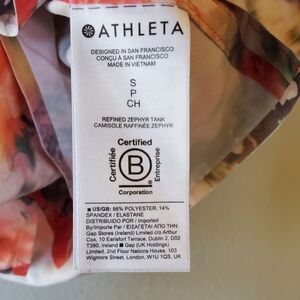 ATHLETA
DESIGNED IN SAN FRANCISCO
CONÇU À SAN FRANCISCO
MADE IN VIETNAM
S
P
CH
REFINED ZEPHYR TANK
CAMISOLE RAFFINÉE ZEPHYR
Certified
Certifiée
B
Entreprise
Corporation
US/GB: 86% POLYESTER, 14%
SPANDEX / ELASTANE
DISTRIBUTED POR / Imported
By/Importe Par / ΕΙΣΑΓΕΤΑΙ ΑΠΟ ΤΗΝ:
Gap Stores (Ireland) Limited c/o Arthur
Cox, 10 Earlsfort Terrace, Dublin 2, D02
T380, Ireland Gap (UK Holdings)
Limited, 2nd Floor Nations House, 103
Wigmore Street, London, W1U 1QS, UK